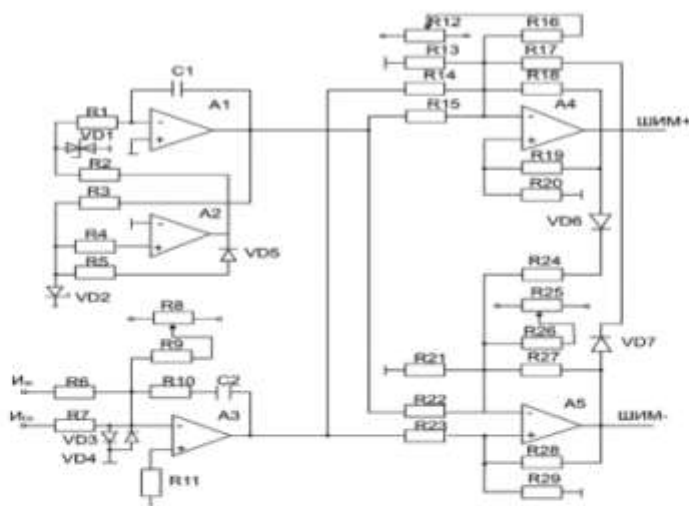 R12
R16
R13
R17
C1
R14
R18
R1
A1
R15
A4
ШИМ+
VD1
R2
R19
R3
R20
A2
VD6
R4
VD5
R5
R24
VD2
R25
R8
R26
R9
VD7
R21
R27
R6
R10
C2
R22
A5
R7
A3
R23
ШИМ-
VD3
VD4
R28
R11
R29